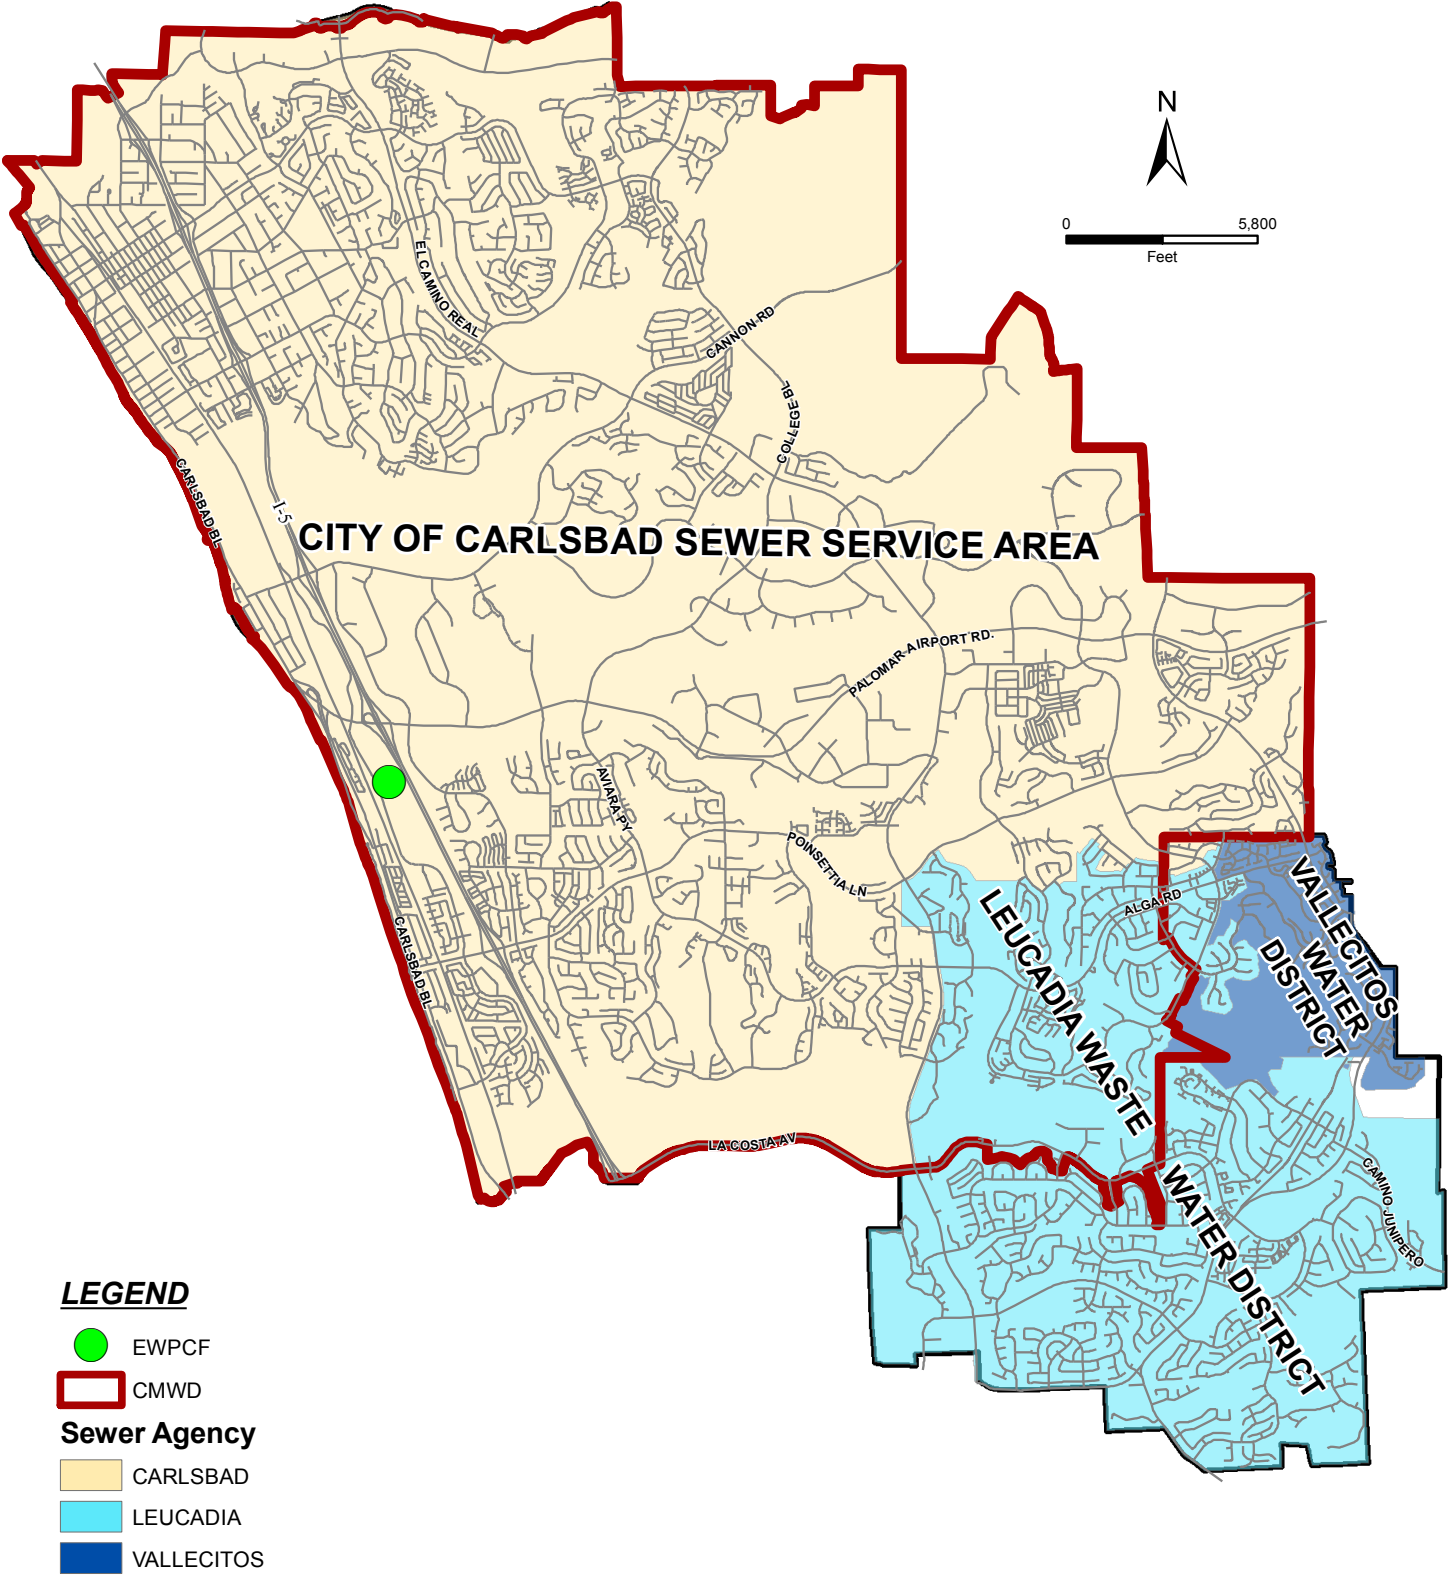 N
0 5,800
Feet
EL CAMINO REAL
CANNON RD
COLLEGE BL
CARLSBAD BL
I-5
CITY OF CARLSBAD SEWER SERVICE AREA
PALOMAR AIRPORT RD.
AVIARA PY
POINSETTIA LN
ALGA RD
VALLECITOS
WATER
DISTRICT
LEUCADIA WASTE
CARLSBAD BL
LA COSTA AV
WATER DISTRICT
CAMINO JUNIPERO
LEGEND
EWPCF
CMWD
Sewer Agency
CARLSBAD
LEUCADIA
VALLECITOS